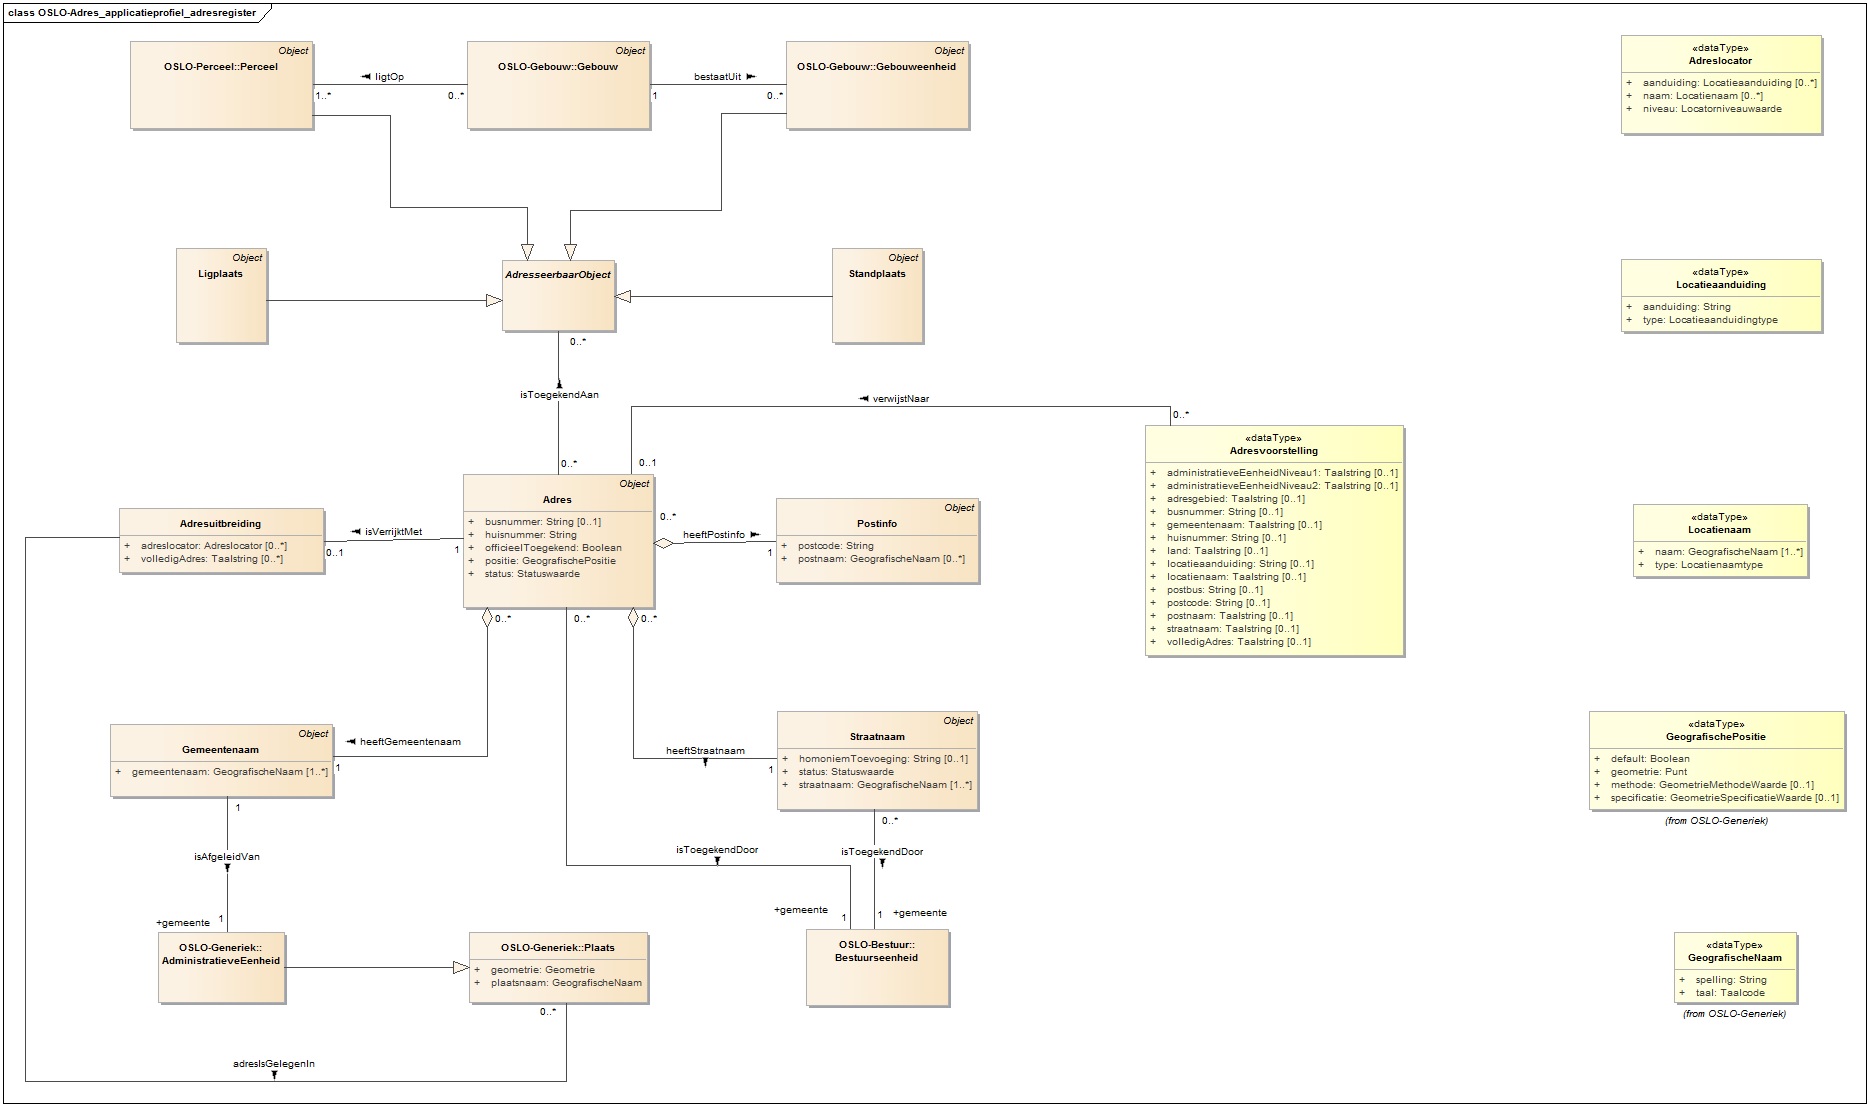 class OSLO-Adres_applicatieprofiel_adresregister
Object
OSLO-Perceel::Perceel
ligtOp
1..*
0..*
Object
OSLO-Gebouw::Gebouw
bestaatUit
1
0..*
Object
OSLO-Gebouw::Gebouweenheid
«dataType»
Adreslocator
+ aanduiding: Locatieaanduiding [0..*]
+ naam: Locatienaam [0..*]
+ niveau: Locatorniveauwaarde
Object
Ligplaats
AdresseerbaarObject
Object
Standplaats
«dataType»
Locatieaanduiding
+ aanduiding: String
+ type: Locatieaanduidingtype
0..*
isToegekendAan
0..*
verwijstNaar
0..*
0..1
«dataType»
Adresvoorstelling
+ administratieveEenheidNiveau1: Taalstring [0..1]
+ administratieveEenheidNiveau2: Taalstring [0..1]
+ adresgebied: Taalstring [0..1]
+ busnummer: String [0..1]
+ gemeentenaam: Taalstring [0..1]
+ huisnummer: String [0..1]
+ land: Taalstring [0..1]
+ locatieaanduiding: String [0..1]
+ locatienaam: Taalstring [0..1]
+ postbus: String [0..1]
+ postcode: String [0..1]
+ postnaam: Taalstring [0..1]
+ straatnaam: Taalstring [0..1]
+ volledigAdres: Taalstring [0..1]
Adresuitbreiding
+ adreslocator: Adreslocator [0..*]
+ volledigAdres: Taalstring [0..*]
isVerrijktMet
0..1
1
Object
Adres
+ busnummer: String [0..1]
+ huisnummer: String
+ officieelToegekend: Boolean
+ positie: GeografischePositie
+ status: Statuswaarde
0..*
heeftPostinfo
1
Object
Postinfo
+ postcode: String
+ postnaam: GeografischeNaam [0..*]
«dataType»
Locatienaam
+ naam: GeografischeNaam [1..*]
+ type: Locatienaamtype
0..*
0..*
0..*
Object
Gemeentenaam
+ gemeentenaam: GeografischeNaam [1..*]
heeftGemeentenaam
1
heeftStraatnaam
1
Object
Straatnaam
+ homoniemToevoeging: String [0..1]
+ status: Statuswaarde
+ straatnaam: GeografischeNaam [1..*]
«dataType»
GeografischePositie
+ default: Boolean
+ geometrie: Punt
+ methode: GeometrieMethodeWaarde [0..1]
+ specificatie: GeometrieSpecificatieWaarde [0..1]
(from OSLO-Generiek)
1
isAfgeleidVan
+gemeente
1
0..*
isToegekendDoor
isToegekendDoor
+gemeente
1
1
+gemeente
OSLO-Generiek::
AdministratieveEenheid
OSLO-Generiek::Plaats
+ geometrie: Geometrie
+ plaatsnaam: GeografischeNaam
0..*
OSLO-Bestuur::
Bestuurseenheid
«dataType»
GeografischeNaam
+ spelling: String
+ taal: Taalcode
(from OSLO-Generiek)
adresIsGelegenIn